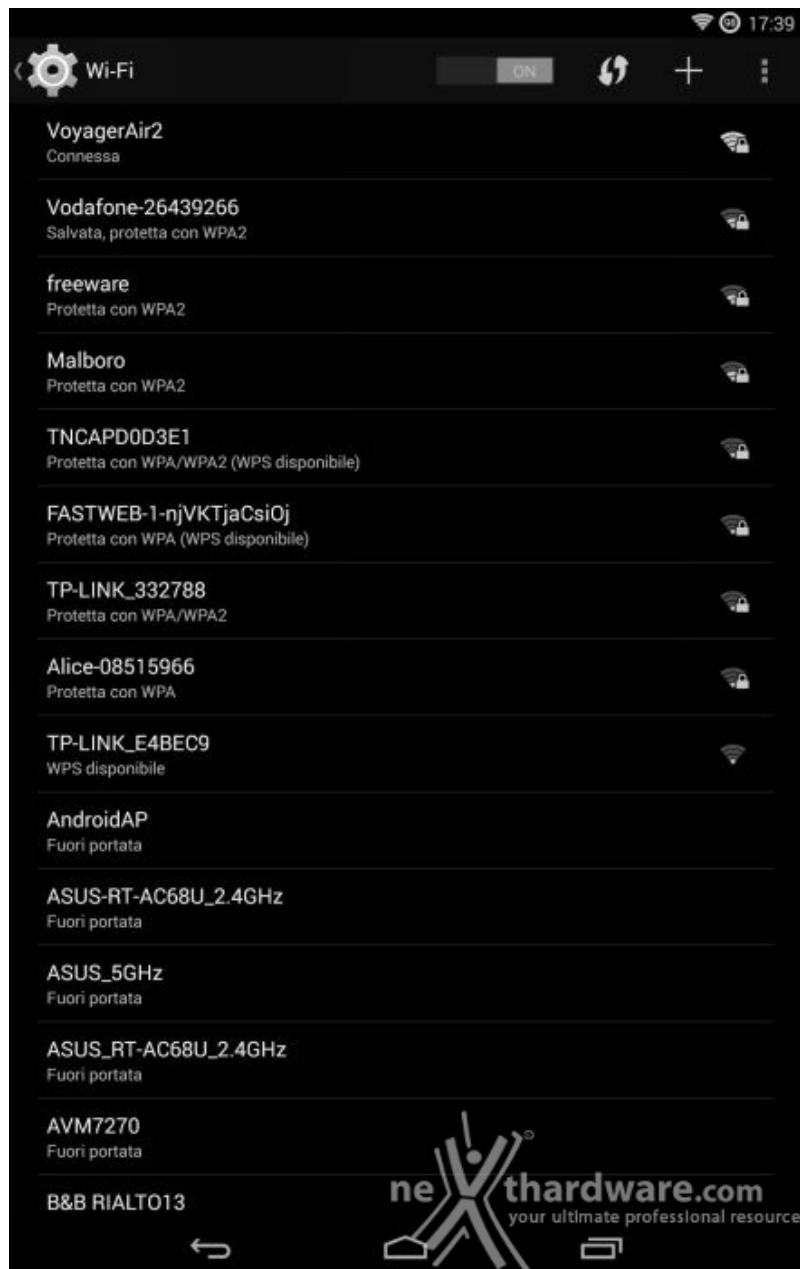 98 17:39
Wi-Fi ON
VoyagerAir2
Connessa
Vodafone-26439266
Salvata, protetta con WPA2
freeware
Protetta con WPA2
Malboro
Protetta con WPA2
TNCAPD0D3E1
Protetta con WPA/WPA2 (WPS disponibile)
FASTWEB-1-njVKTjaCsiOj
Protetta con WPA (WPS disponibile)
TP-LINK_332788
Protetta con WPA/WPA2
Alice-08515966
Protetta con WPA
TP-LINK_E4BEC9
WPS disponibile
AndroidAP
Fuori portata
ASUS-RT-AC68U_2.4GHz
Fuori portata
ASUS_5GHz
Fuori portata
ASUS_RT-AC68U_2.4GHz
Fuori portata
AVM7270
Fuori portata
B&B RIALTO13
nexthardware.com
your ultimate professional resource